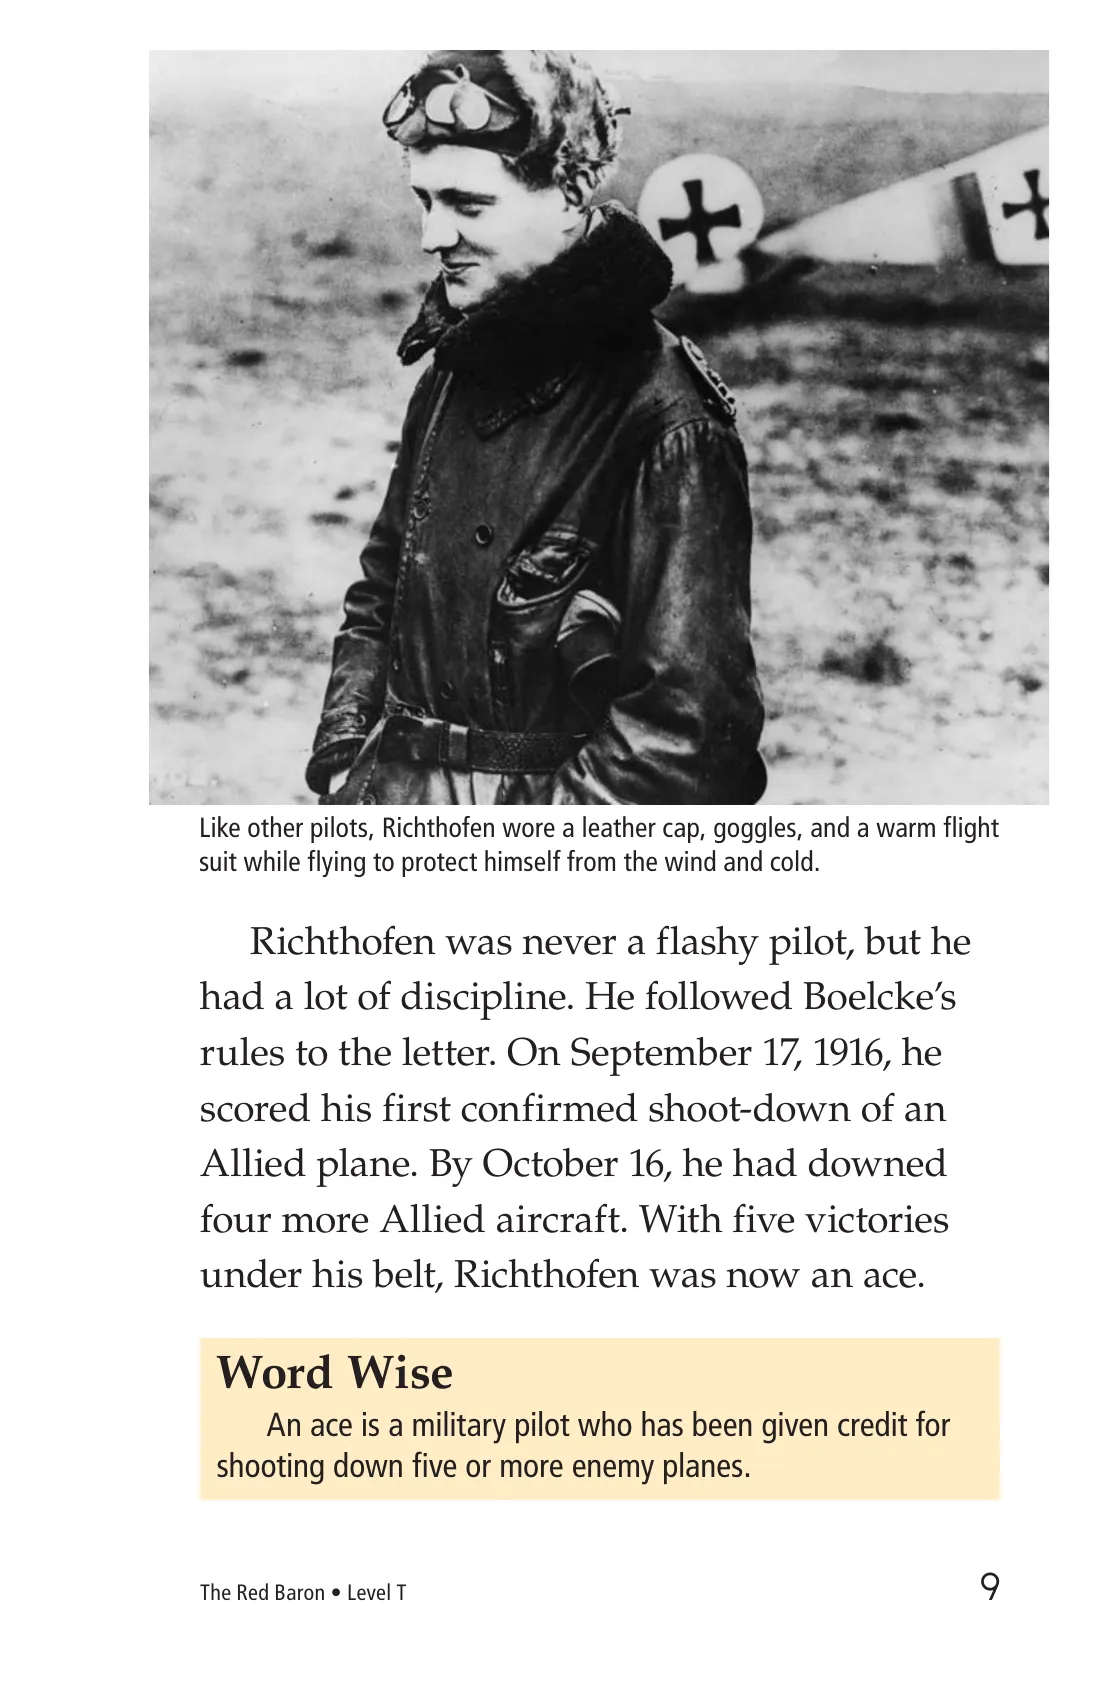 Like other pilots, Richthofen wore a leather cap, goggles, and a warm flight
suit while flying to protect himself from the wind and cold.
Richthofen was never a flashy pilot, but he
had a lot of discipline. He followed Boelcke’s
rules to the letter. On September 17, 1916, he
scored his first confirmed shoot-down of an
Allied plane. By October 16, he had downed
four more Allied aircraft. With five victories
under his belt, Richthofen was now an ace.
Word Wise
An ace is a military pilot who has been given credit for
shooting down five or more enemy planes.
The Red Baron • Level T
9